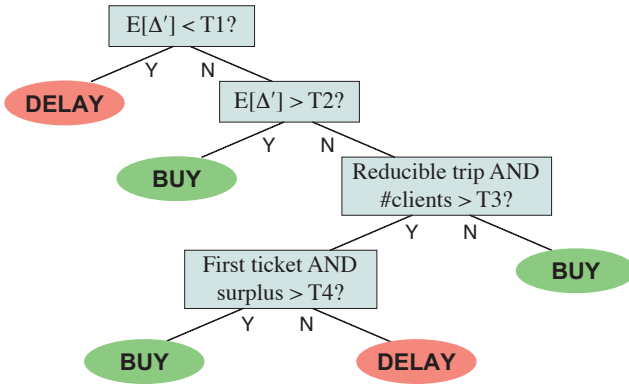 E[Δ′] < T1?
Y N
DELAY
E[Δ′] > T2?
Y N
BUY
Reducible trip AND
#clients > T3?
Y N
First ticket AND
surplus > T4?
BUY
Y N
BUY
DELAY